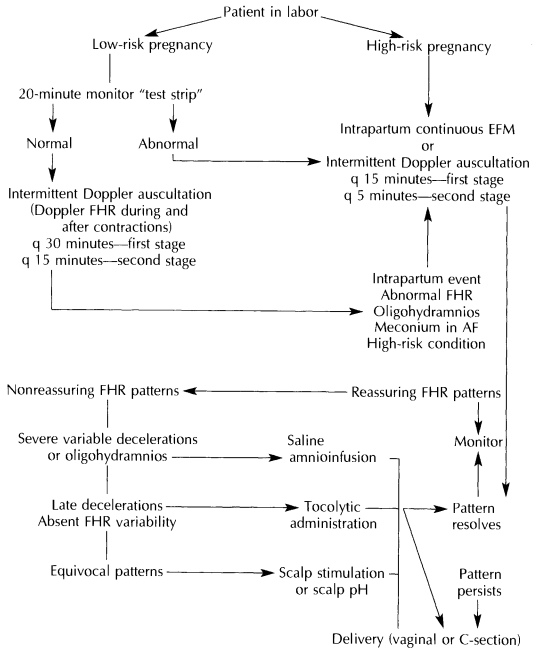 Patient in labor
Low-risk pregnancy
High-risk pregnancy
20-minute monitor “test strip”
Normal
Abnormal
Intrapartum continuous EFM
or
Intermittent Doppler auscultation
q 15 minutes—first stage
q 5 minutes—second stage
Intermittent Doppler auscultation
(Doppler FHR during and
after contractions)
q 30 minutes—first stage
q 15 minutes—second stage
Intrapartum event
Abnormal FHR
Oligohydramnios
Meconium in AF
High-risk condition
Nonreassuring FHR patterns
Reassuring FHR patterns
Severe variable decelerations
or oligohydramnios
Saline
amnioinfusion
Monitor
Late decelerations
Absent FHR variability
Tocolytic
administration
Pattern
resolves
Equivocal patterns
Scalp stimulation
or scalp pH
Pattern
persists
Delivery (vaginal or C-section)